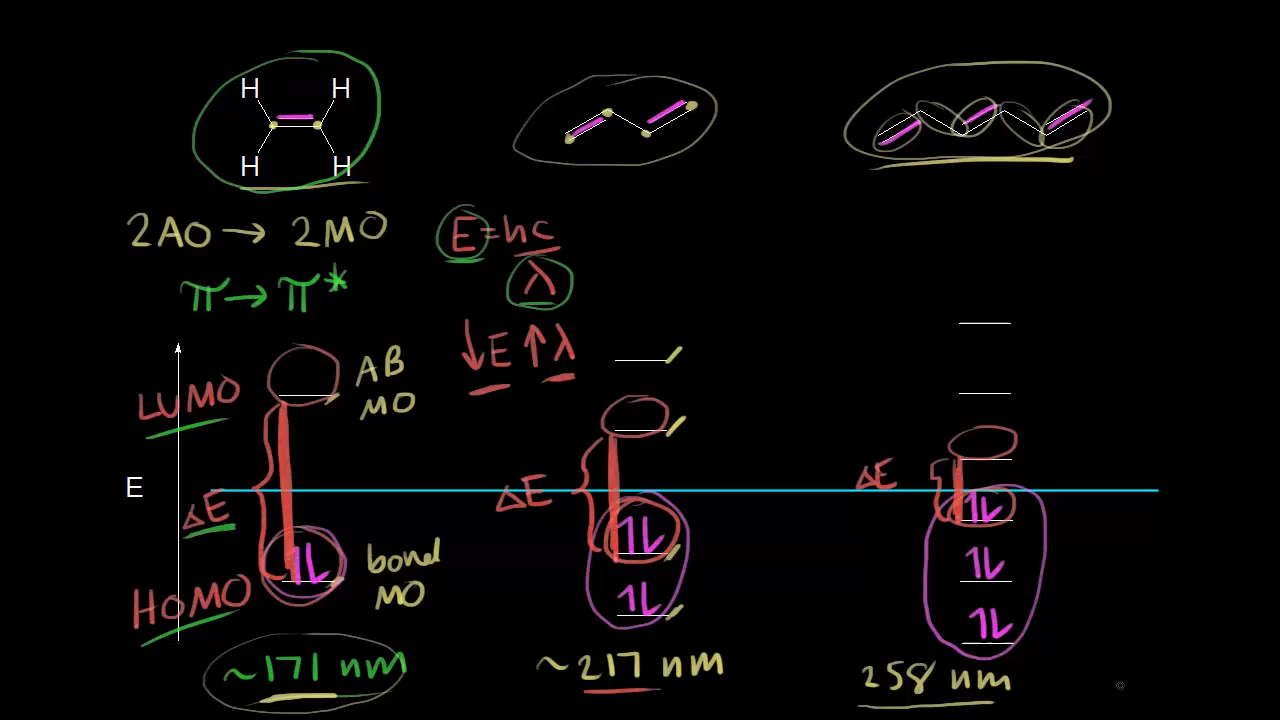 H H
H H
2AO → 2MO
π → π*
E = hc
λ
↓E ↑λ
AB
MO
LUMO
E
ΔE
ΔE
ΔE
bond
MO
HOMO
~171 nm
~217 nm
258 nm